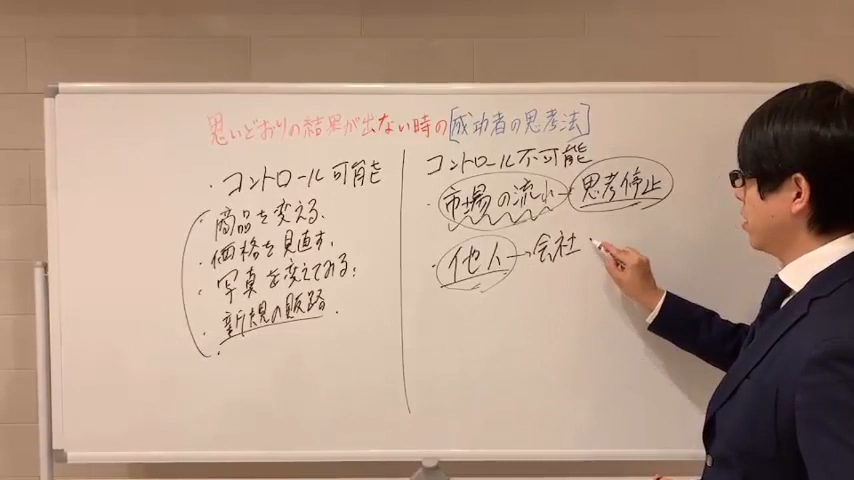 思いどおりの結果が出ない時の[成功者の思考法]
・コントロール可能
商品を変える、
・価格を見直す、
・写真を変えてみる、
・新規の販路
・
コントロール不可能
・市場の流れ→思考停止
・他人→会社